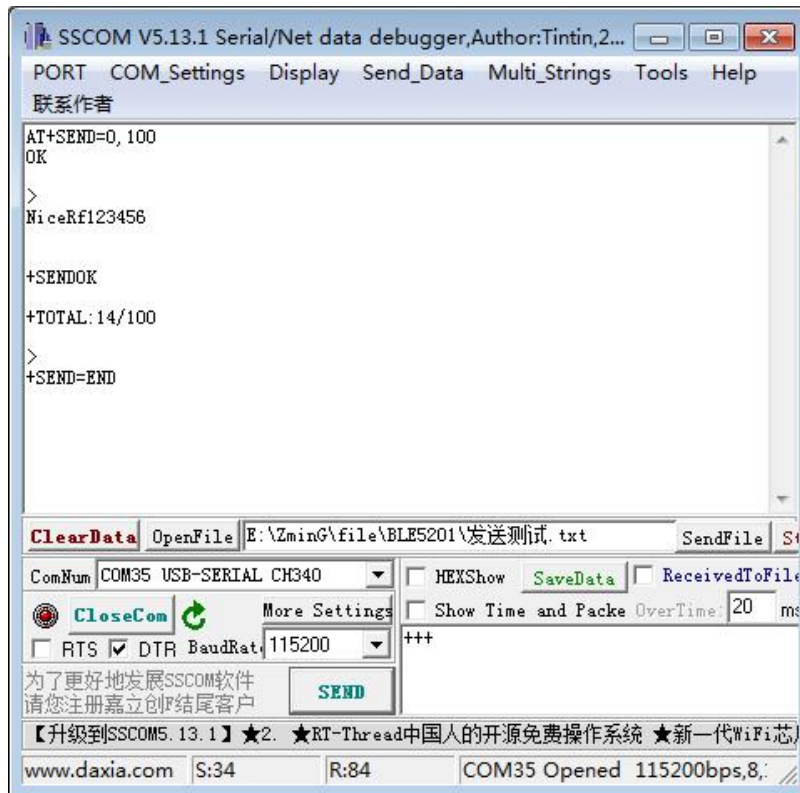 SSCOM V5.13.1 Serial/Net data debugger,Author:Tintin,2...
PORT COM_Settings Display Send_Data Multi_Strings Tools Help
联系作者
AT+SEND=0,100
OK
>
NiceRf123456
+SENDOK
+TOTAL:14/100
>
+SEND=END
ClearData OpenFile E:\ZminG\file\BLE5201\发送测试.txt SendFile St
ComNum COM35 USB-SERIAL CH340 HEXShow SaveData ReceivedToFile
CloseCom More Settings Show Time and Packe OverTime: 20 ms
RTS DTR BaudRat 115200 +++
为了更好地发展SSCOM软件
请您注册嘉立创F结尾客户 SEND
【升级到SSCOM5.13.1】★2. ★RT-Thread中国人的开源免费操作系统 ★新一代WiFi芯
www.daxia.com S:34 R:84 COM35 Opened 115200bps,8,